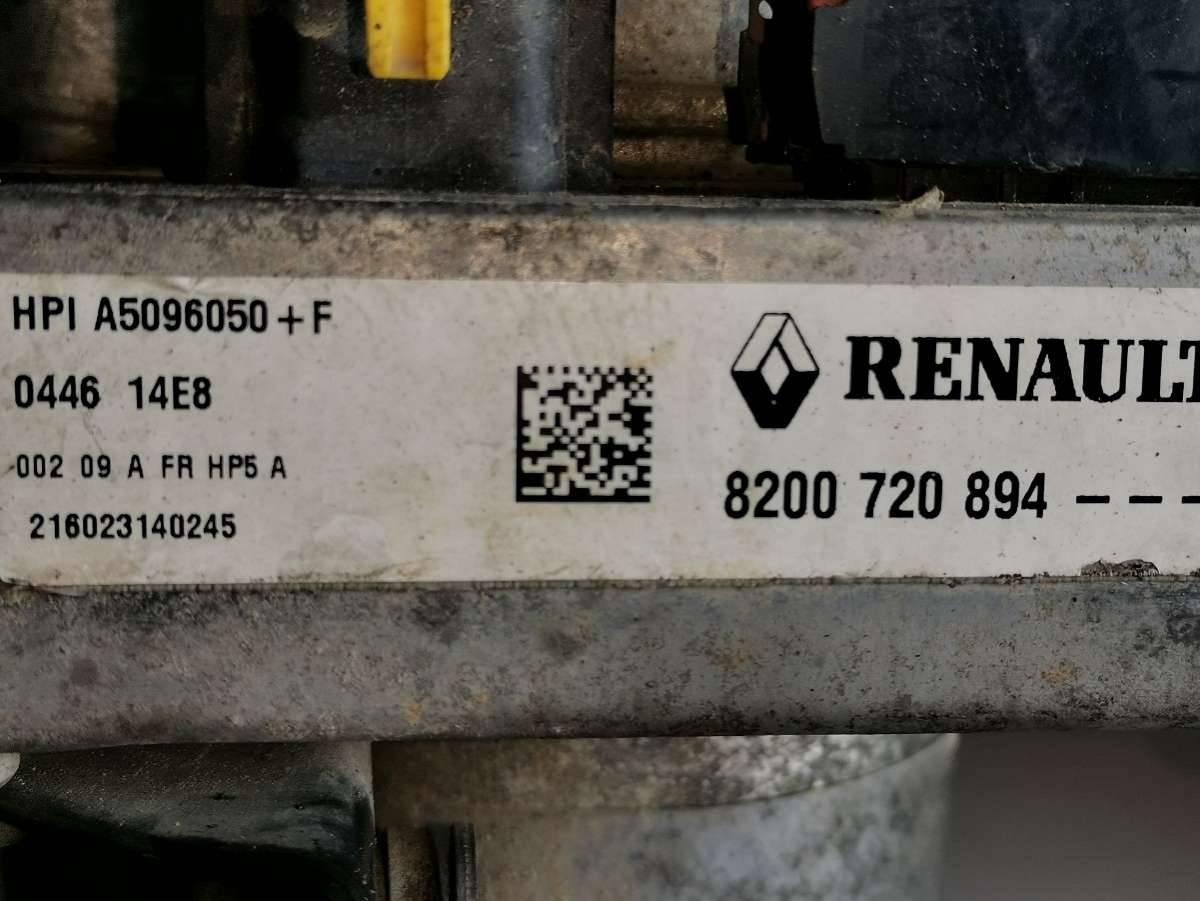 HPI A5096050+F
0446 14E8
002 09 A FR HP5 A
216023140245
RENAULT
8200 720 894 ---